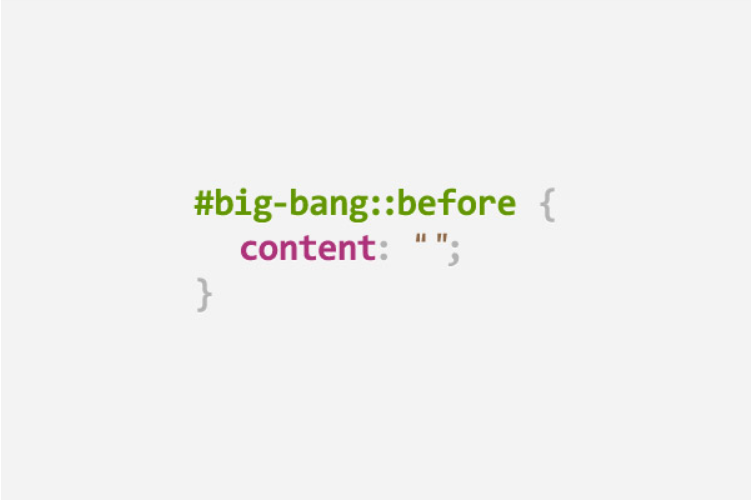 #big-bang::before {
content: “ ”;
}